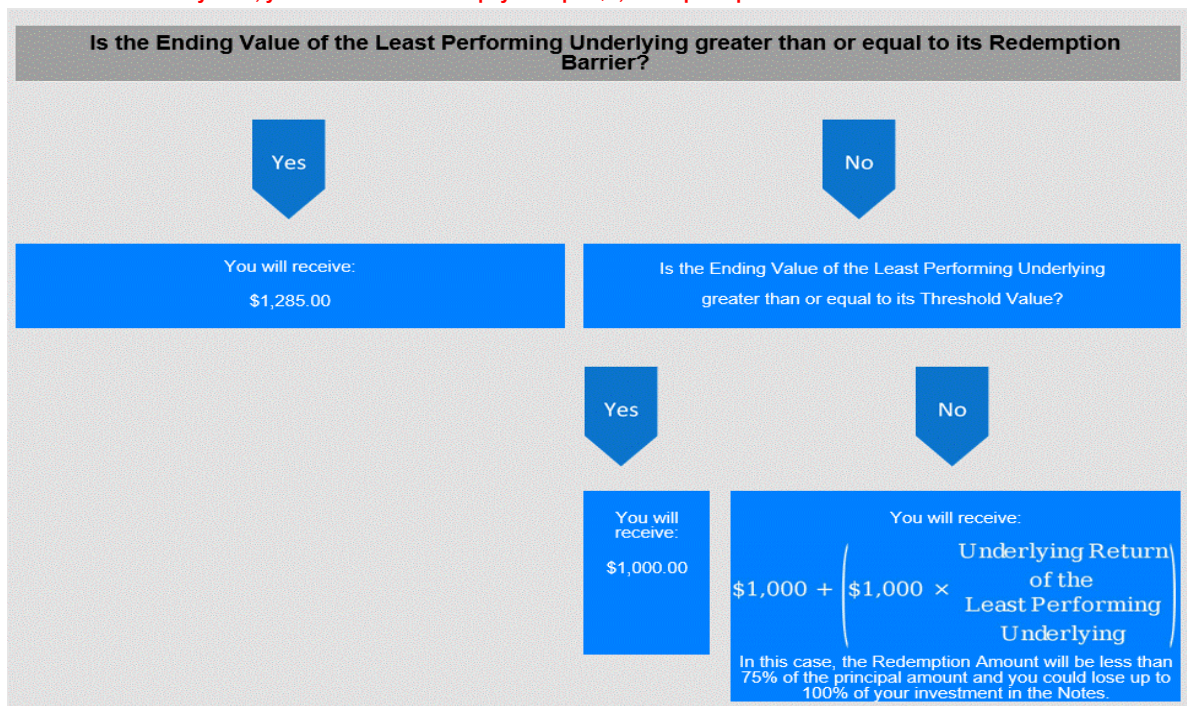 Is the Ending Value of the Least Performing Underlying greater than or equal to its Redemption
Barrier?
Yes
No
You will receive:
$1,285.00
Is the Ending Value of the Least Performing Underlying
greater than or equal to its Threshold Value?
Yes
No
You will
receive:
$1,000.00
You will receive:
$1,000 + ($1,000 × Underlying Return
of the
Least Performing
Underlying)
In this case, the Redemption Amount will be less than
75% of the principal amount and you could lose up to
100% of your investment in the Notes.